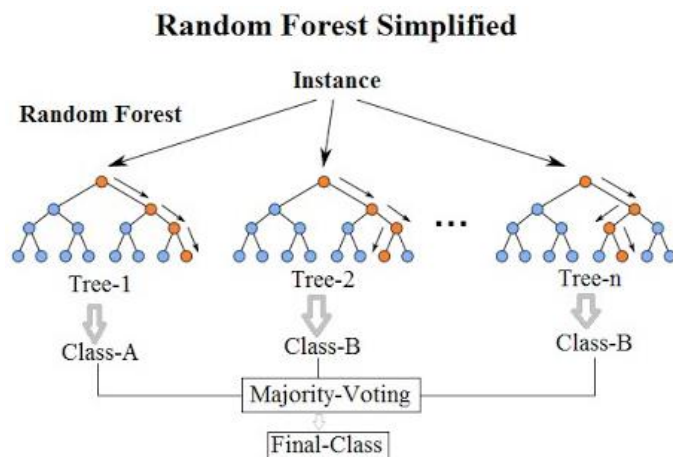 Random Forest Simplified
Instance
Random Forest
...
Tree-1
Tree-2
Tree-n
Class-A
Class-B
Class-B
Majority-Voting
Final-Class